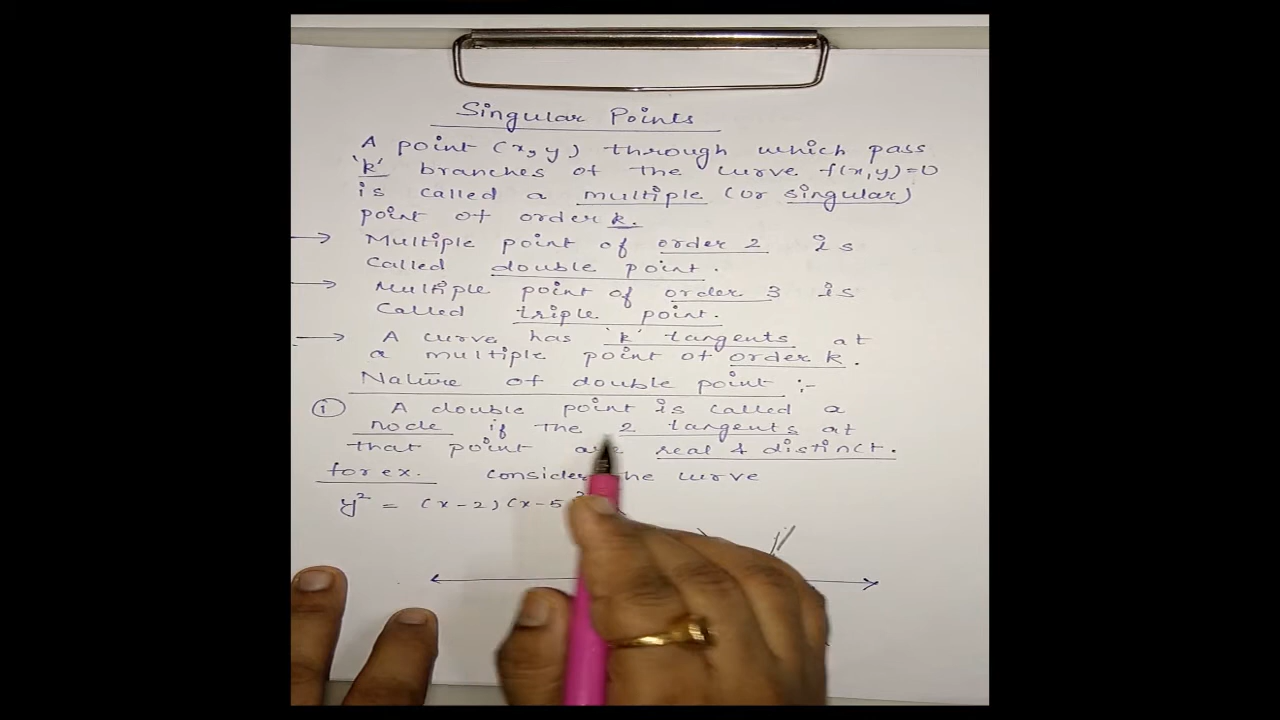 Singular Points
A point (x, y) through which pass
'k' branches of the curve f(x,y)=0
is called a multiple (or singular)
point of order k.
→ Multiple point of order 2 is
Called double point.
→ Multiple point of order 3 is
Called triple point.
→ A curve has 'k' tangents at
a multiple point of order k.
Nature of double point :-
(i) A double point is called a
node if the 2 tangents at
that point are real & distinct.
for ex. Consider the curve
y² = (x-2)(x-5